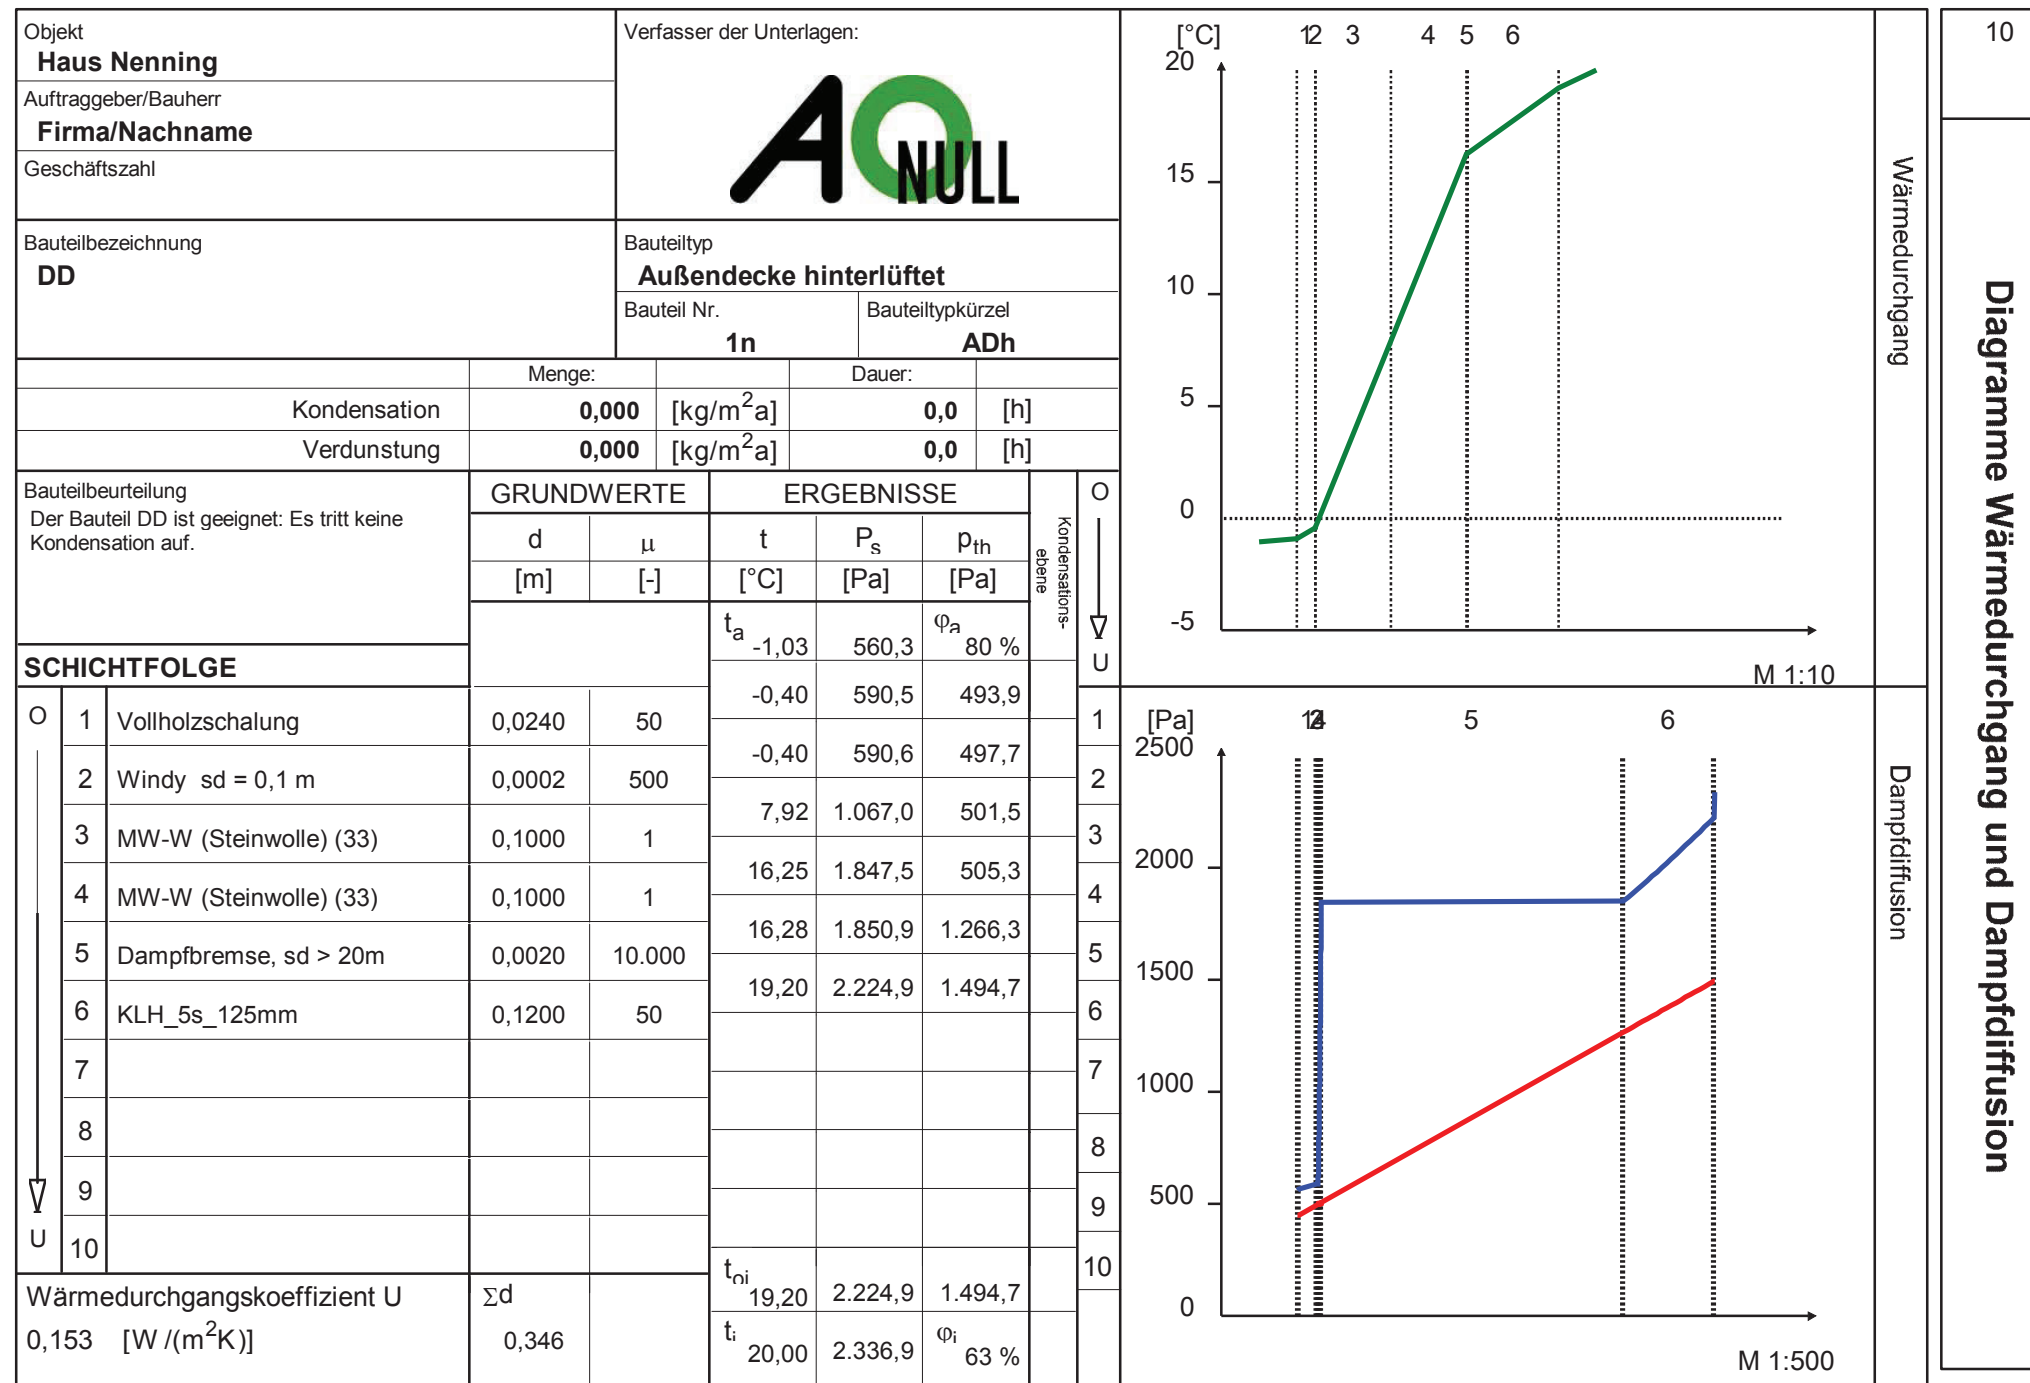 Objekt
Haus Nenning
Auftraggeber/Bauherr
Firma/Nachname
Geschäftszahl
Verfasser der Unterlagen:
AO NULL
Bauteilbezeichnung
DD
Bauteiltyp
Außendecke hinterlüftet
Bauteil Nr.
1n
Bauteiltypkürzel
ADh
Menge: Dauer:
Kondensation 0,000 [kg/m²a] 0,0 [h]
Verdunstung 0,000 [kg/m²a] 0,0 [h]
Bauteilbeurteilung
Der Bauteil DD ist geeignet: Es tritt keine
Kondensation auf.
GRUNDWERTE ERGEBNISSE
d μ t Ps pth
[m] [-] [°C] [Pa] [Pa]
Kondensations-
ebene
O
U
ta -1,03 560,3 φa 80 %
SCHICHTFOLGE
-0,40 590,5 493,9
O 1 Vollholzschalung 0,0240 50 1
-0,40 590,6 497,7
2 Windy sd = 0,1 m 0,0002 500 2
7,92 1.067,0 501,5
3 MW-W (Steinwolle) (33) 0,1000 1 3
16,25 1.847,5 505,3
4 MW-W (Steinwolle) (33) 0,1000 1 4
16,28 1.850,9 1.266,3
5 Dampfbremse, sd > 20m 0,0020 10.000 5
19,20 2.224,9 1.494,7
6 KLH_5s_125mm 0,1200 50 6
7 7
8 8
9 9
U 10 10
toi 19,20 2.224,9 1.494,7
Wärmedurchgangskoeffizient U Σd
0,153 [W /(m²K)] 0,346
ti 20,00 2.336,9 φi 63 %
[°C] 1 2 3 4 5 6
20
15
10
5
0
-5
M 1:10
Wärmedurchgang
[Pa] 1 2 3 4 5 6
2500
2000
1500
1000
500
0
M 1:500
Dampfdiffusion
10
Diagramme Wärmedurchgang und Dampfdiffusion